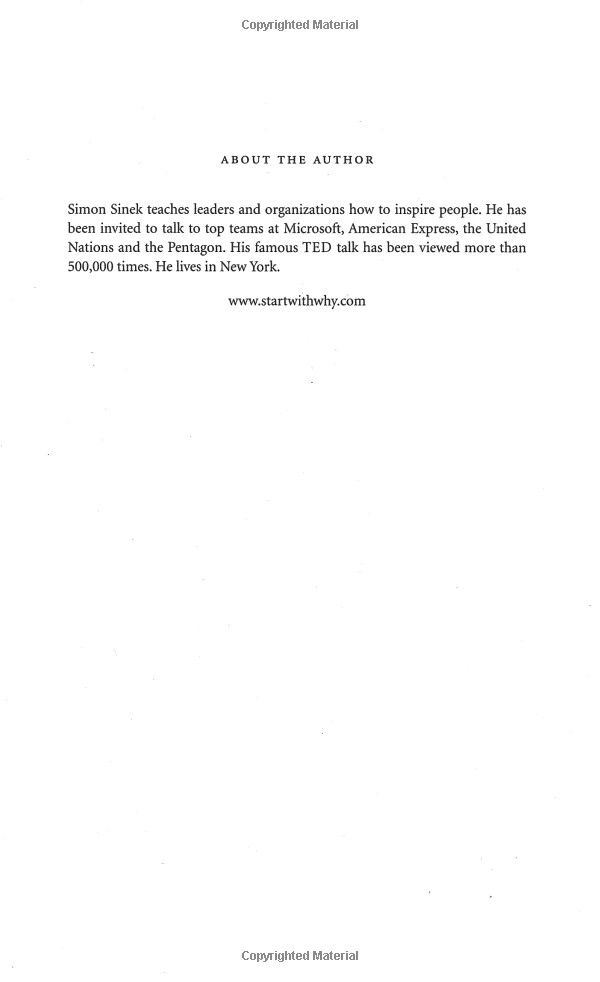 Copyrighted Material
ABOUT THE AUTHOR
Simon Sinek teaches leaders and organizations how to inspire people. He has
been invited to talk to top teams at Microsoft, American Express, the United
Nations and the Pentagon. His famous TED talk has been viewed more than
500,000 times. He lives in New York.
www.startwithwhy.com
Copyrighted Material